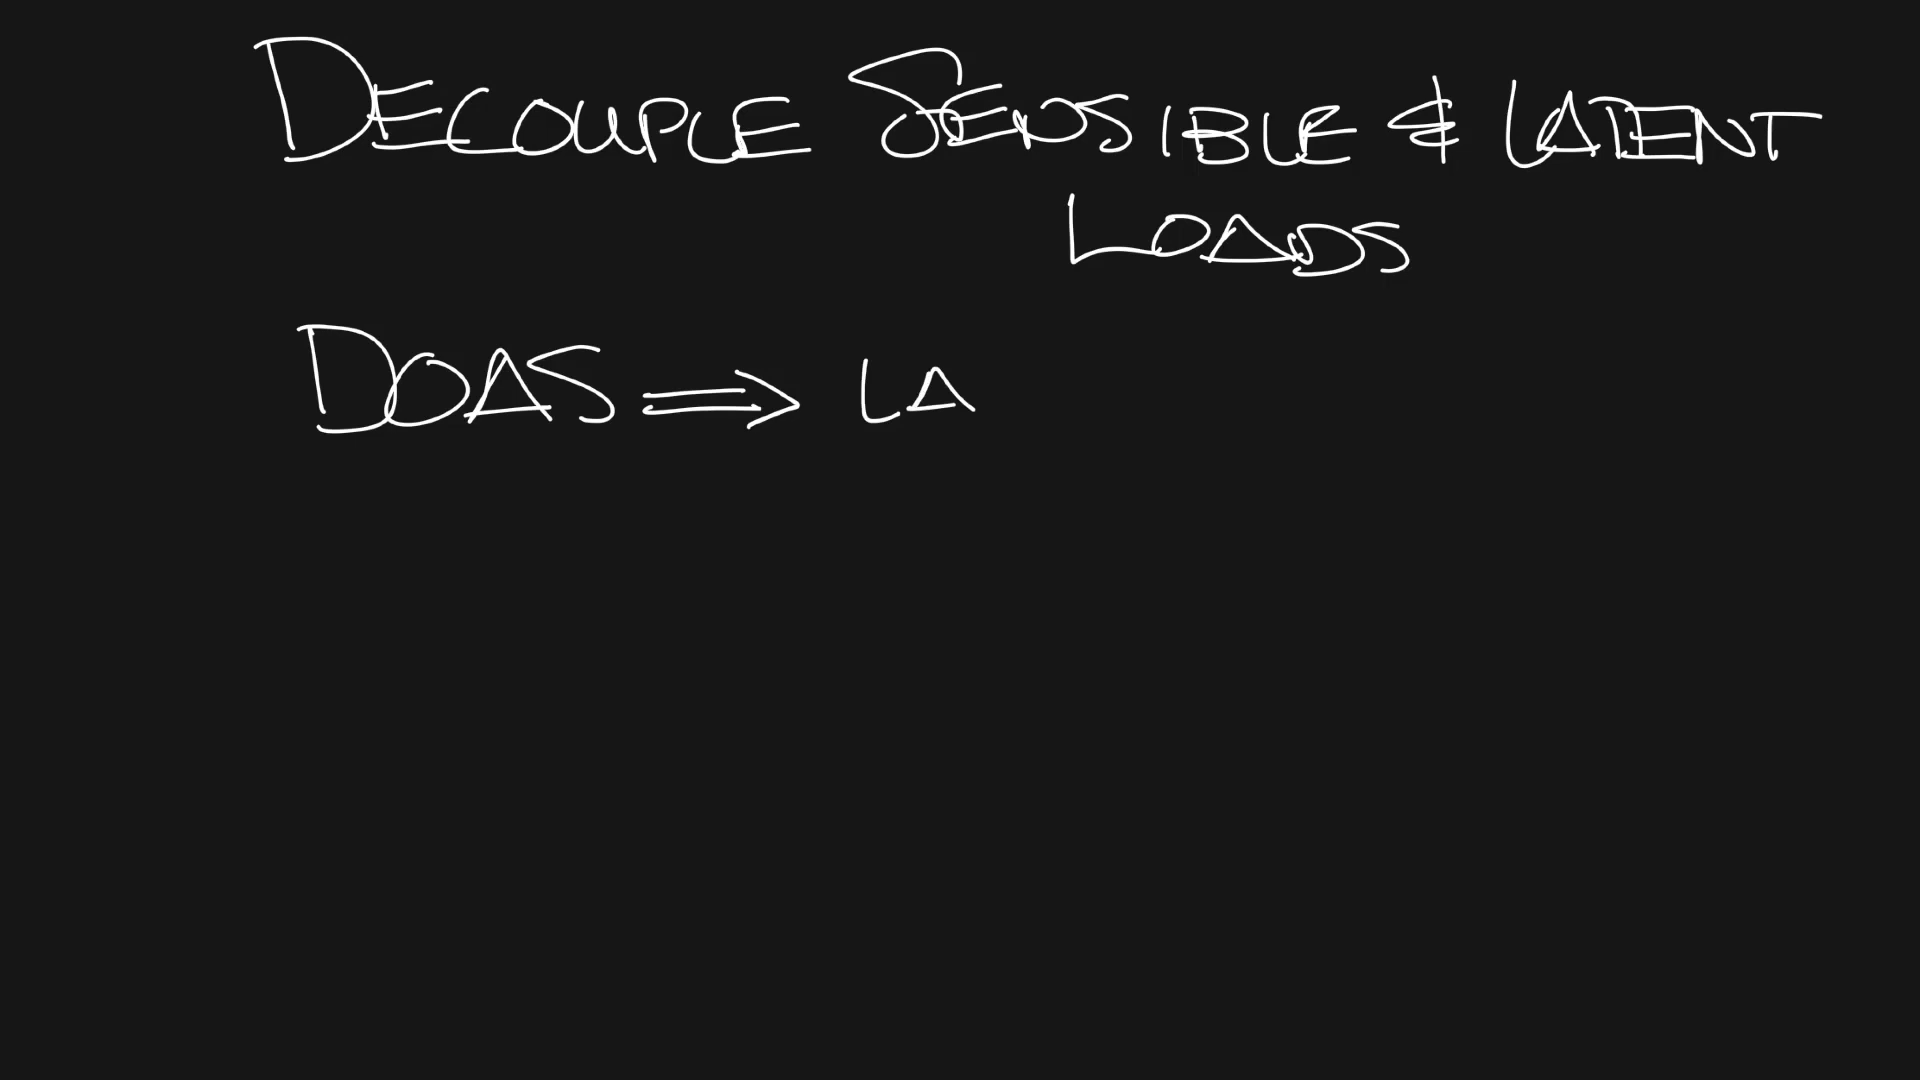 DECOUPLE SENSIBLE & LATENT
LOADS
DOAS ⇒ LA